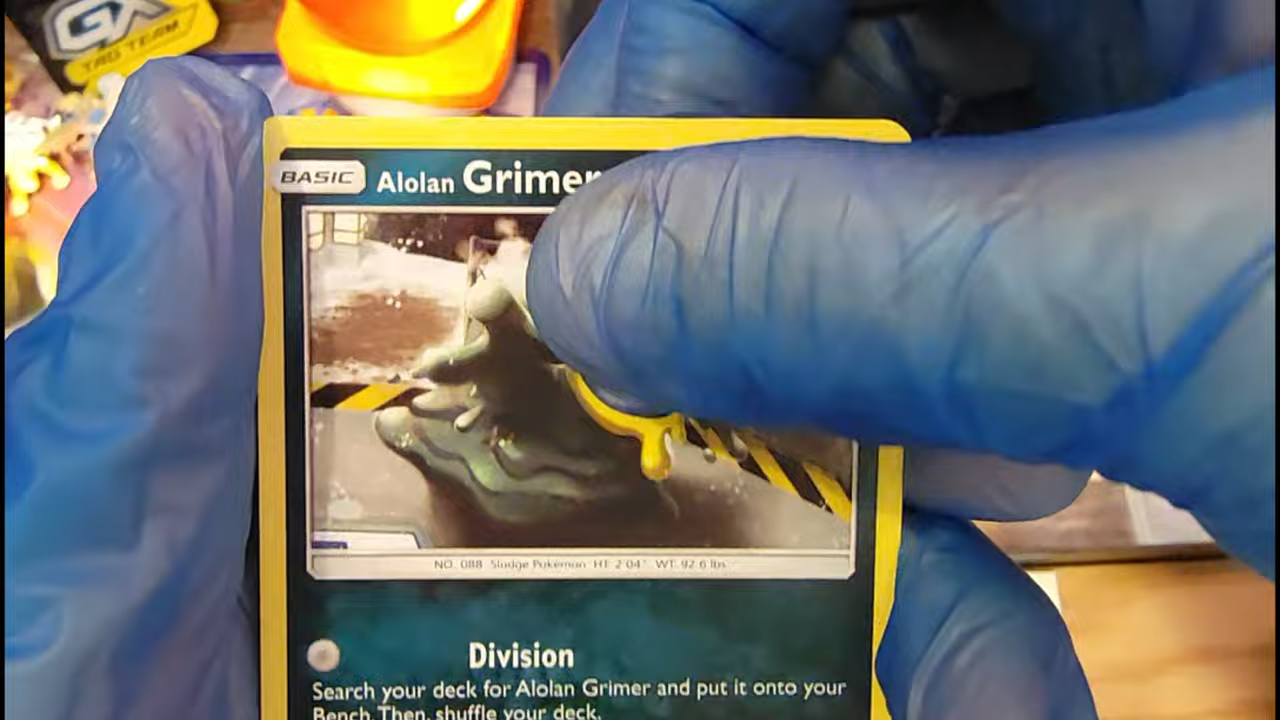 GX
TAG TEAM
BASIC Alolan Grimer
NO. 088 Sludge Pokémon HT: 2'04" WT: 92.6 lbs.
Division
Search your deck for Alolan Grimer and put it onto your
Bench. Then, shuffle your deck.